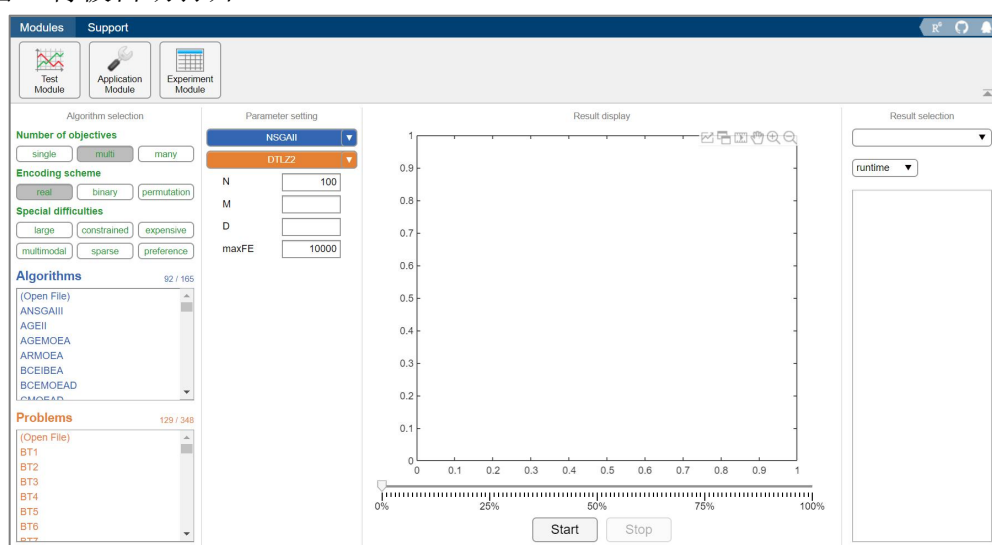 Modules Support
Test Module
Application Module
Experiment Module
Algorithm selection
Number of objectives
single multi many
Encoding scheme
real binary permutation
Special difficulties
large constrained expensive
multimodal sparse preference
Algorithms 92 / 165
(Open File)
ANSGAIII
AGEII
AGEMOEA
ARMOEA
BCEIBEA
BCEMOEAD
Problems 129 / 348
(Open File)
BT1
BT2
BT3
BT4
BT5
BT6
BT7
Parameter setting
NSGAII
DTLZ2
N 100
M
D
maxFE 10000
Result display
1
0.9
0.8
0.7
0.6
0.5
0.4
0.3
0.2
0.1
0
0 0.1 0.2 0.3 0.4 0.5 0.6 0.7 0.8 0.9 1
0% 25% 50% 75% 100%
Start Stop
Result selection
runtime